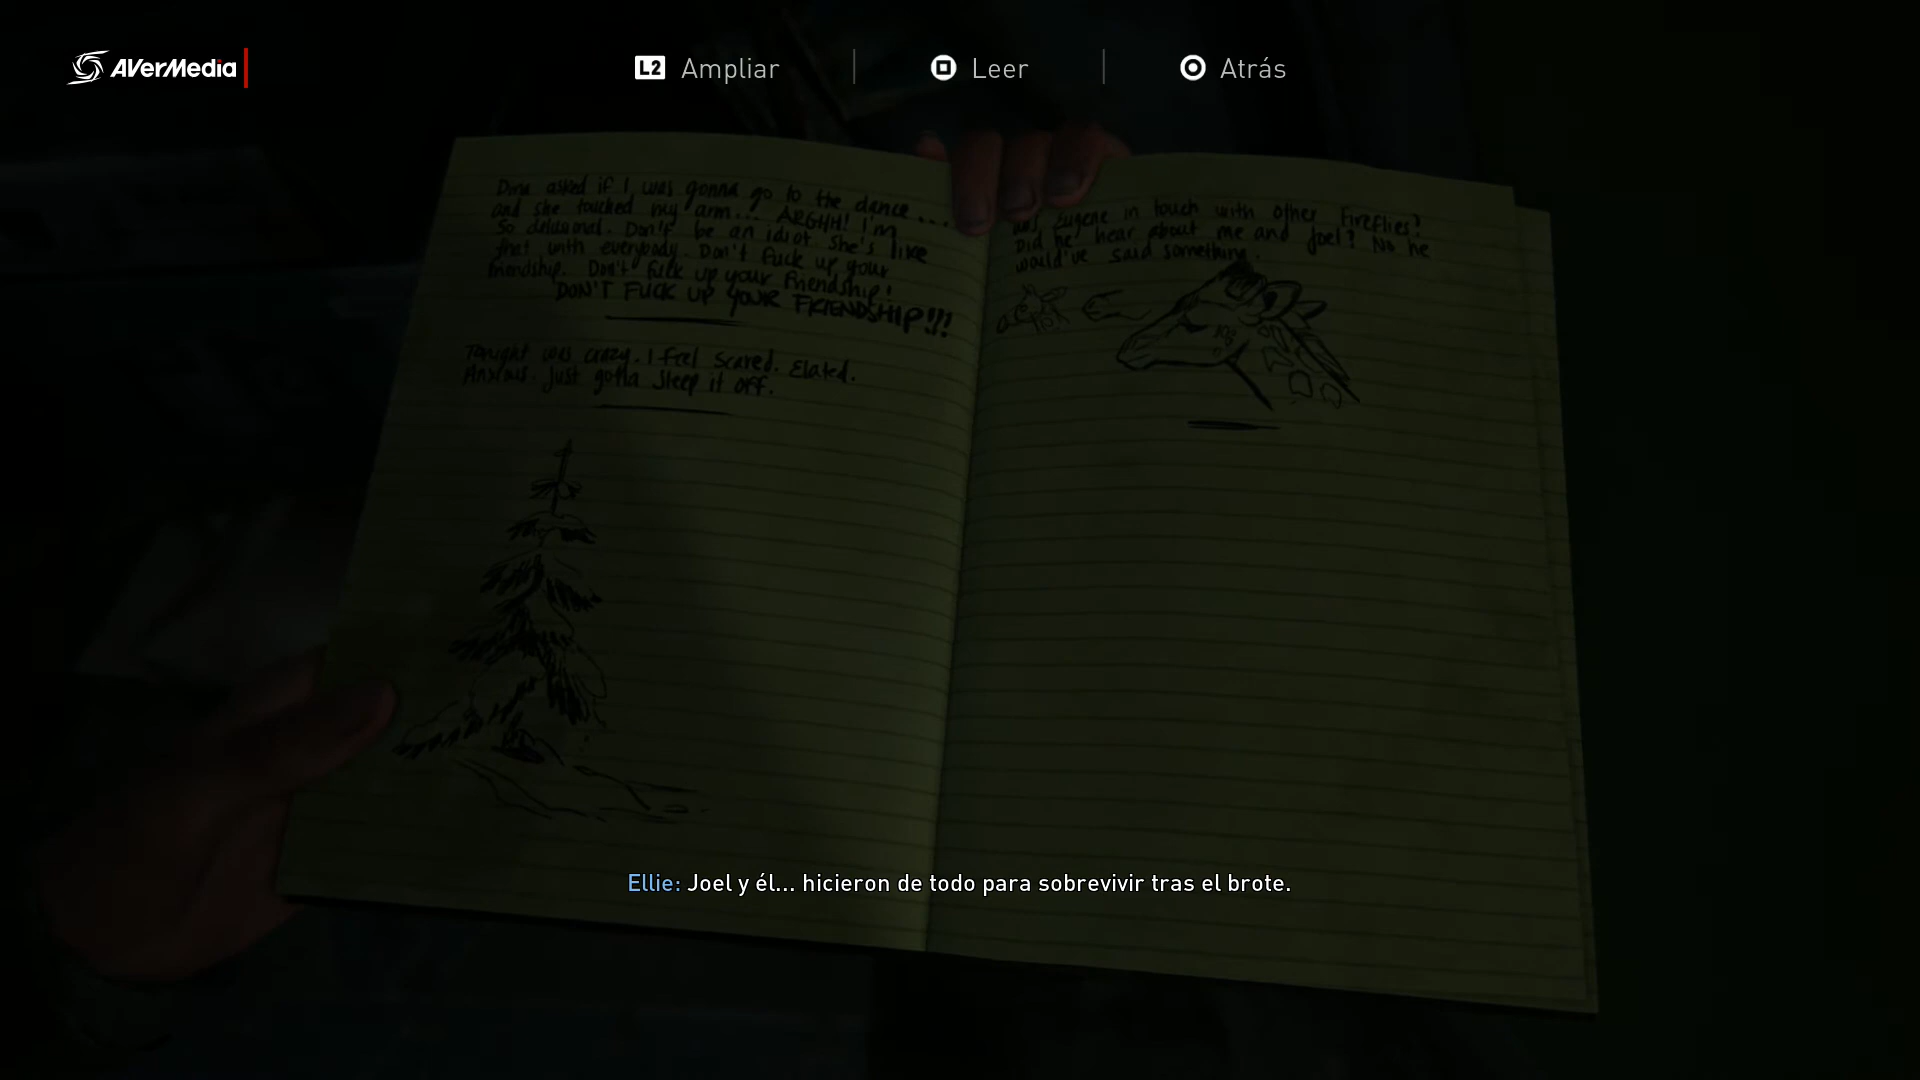 AVerMedia
L2 Ampliar
Leer
Atrás
Dina asked if I was gonna go to the dance...
and she touched my arm... ARGHH! I'm
so delusional. Don't be an idiot. She's like
that with everybody. Don't fuck up your
friendship. Don't fuck up your friendship!
DON'T FUCK UP YOUR FRIENDSHIP!!!
Tonight was crazy. I feel scared. Elated.
Anxious. Just gotta sleep it off.
Was Eugene in touch with other Fireflies?
Did he hear about me and Joel? No he
would've said something.
Ellie: Joel y él... hicieron de todo para sobrevivir tras el brote.